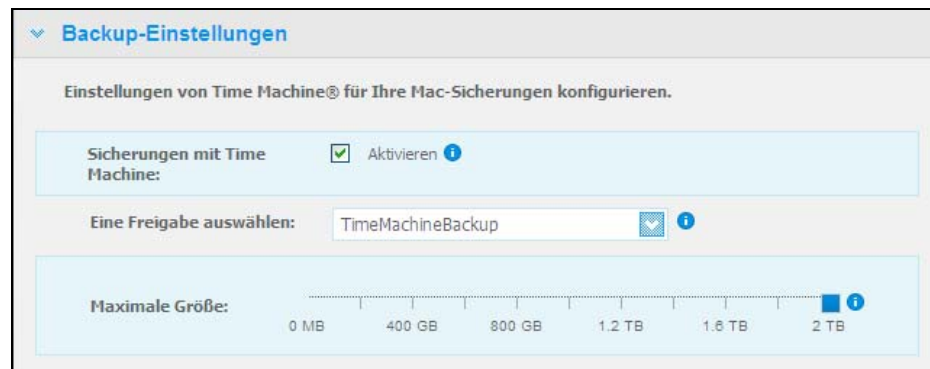 Backup-Einstellungen
Einstellungen von Time Machine® für Ihre Mac-Sicherungen konfigurieren.
Sicherungen mit Time
Machine:
Aktivieren
Eine Freigabe auswählen:
TimeMachineBackup
Maximale Größe:
0 MB 400 GB 800 GB 1.2 TB 1.6 TB 2 TB